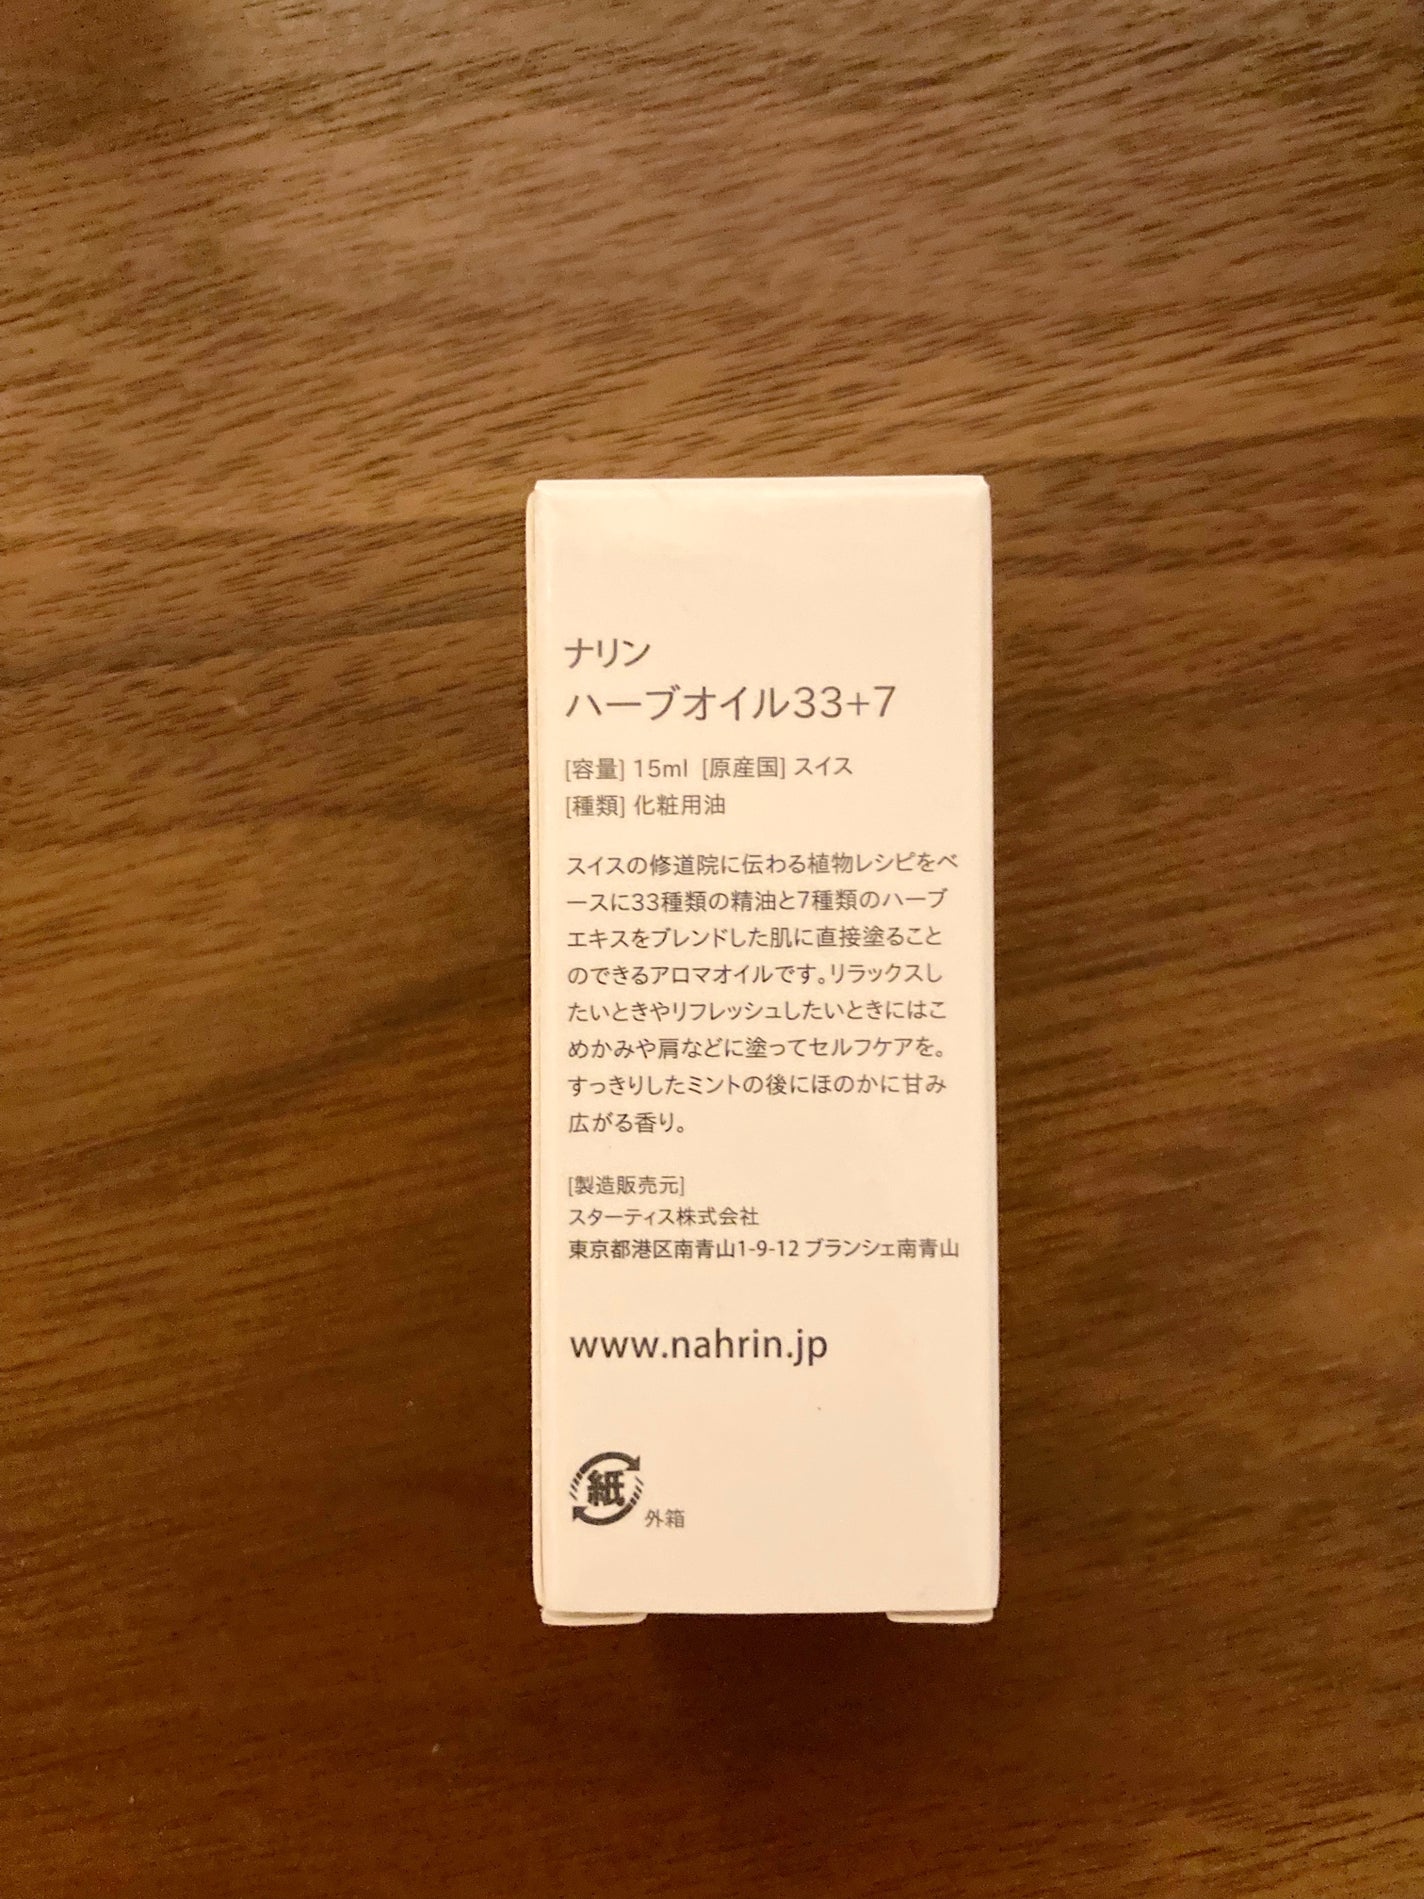 ナリン
ハーブオイル33+7
[容量] 15ml [原産国] スイス
[種類] 化粧用油
スイスの修道院に伝わる植物レシピをベ
ースに33種類の精油と7種類のハーブ
エキスをブレンドした肌に直接塗ること
のできるアロマオイルです。リラックスし
たいときやリフレッシュしたいときにはこ
めかみや肩などに塗ってセルフケアを。
すっきりしたミントの後にほのかに甘み
広がる香り。
[製造販売元]
スターティス株式会社
東京都港区南青山1-9-12 ブランシェ南青山
www.nahrin.jp
紙 外箱